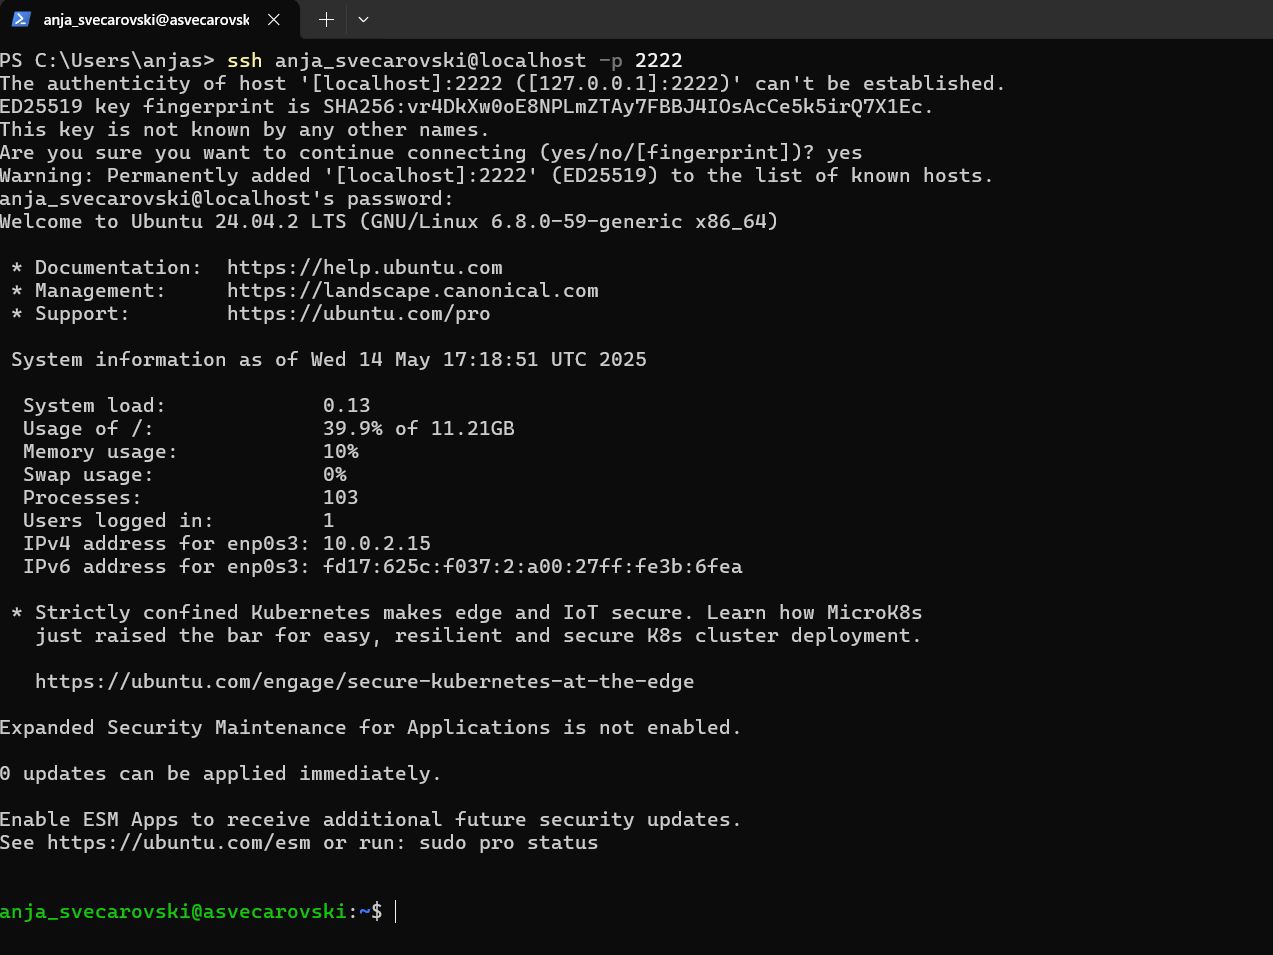 anja_svecarovski@asvecarovsk
PS C:\Users\anjas> ssh anja_svecarovski@localhost -p 2222
The authenticity of host '[localhost]:2222 ([127.0.0.1]:2222)' can't be established.
ED25519 key fingerprint is SHA256:vr4DkXw0oE8NPLmZTAy7FBBJ4IOsAcCe5k5irQ7X1Ec.
This key is not known by any other names.
Are you sure you want to continue connecting (yes/no/[fingerprint])? yes
Warning: Permanently added '[localhost]:2222' (ED25519) to the list of known hosts.
anja_svecarovski@localhost's password:
Welcome to Ubuntu 24.04.2 LTS (GNU/Linux 6.8.0-59-generic x86_64)
* Documentation:  https://help.ubuntu.com
* Management:     https://landscape.canonical.com
* Support:        https://ubuntu.com/pro
System information as of Wed 14 May 17:18:51 UTC 2025
System load:             0.13
Usage of /:              39.9% of 11.21GB
Memory usage:            10%
Swap usage:              0%
Processes:               103
Users logged in:         1
IPv4 address for enp0s3: 10.0.2.15
IPv6 address for enp0s3: fd17:625c:f037:2:a00:27ff:fe3b:6fea
* Strictly confined Kubernetes makes edge and IoT secure. Learn how MicroK8s
just raised the bar for easy, resilient and secure K8s cluster deployment.
https://ubuntu.com/engage/secure-kubernetes-at-the-edge
Expanded Security Maintenance for Applications is not enabled.
0 updates can be applied immediately.
Enable ESM Apps to receive additional future security updates.
See https://ubuntu.com/esm or run: sudo pro status
anja_svecarovski@asvecarovski:~$